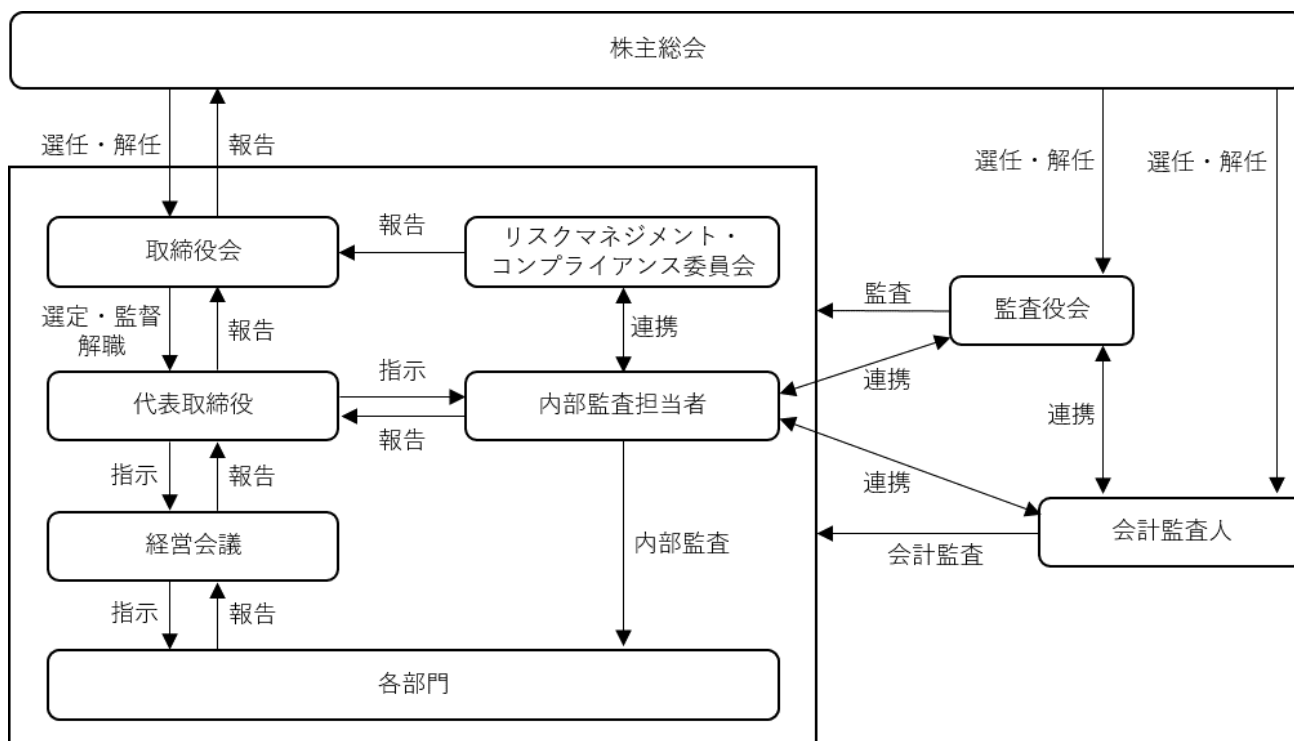 株主総会
選任・解任
報告
選任・解任
選任・解任
取締役会
報告
リスクマネジメント・
コンプライアンス委員会
監査
監査役会
選定・監督
解職
報告
連携
代表取締役
指示
報告
内部監査担当者
連携
連携
連携
指示
報告
経営会議
内部監査
会計監査
会計監査人
指示
報告
各部門